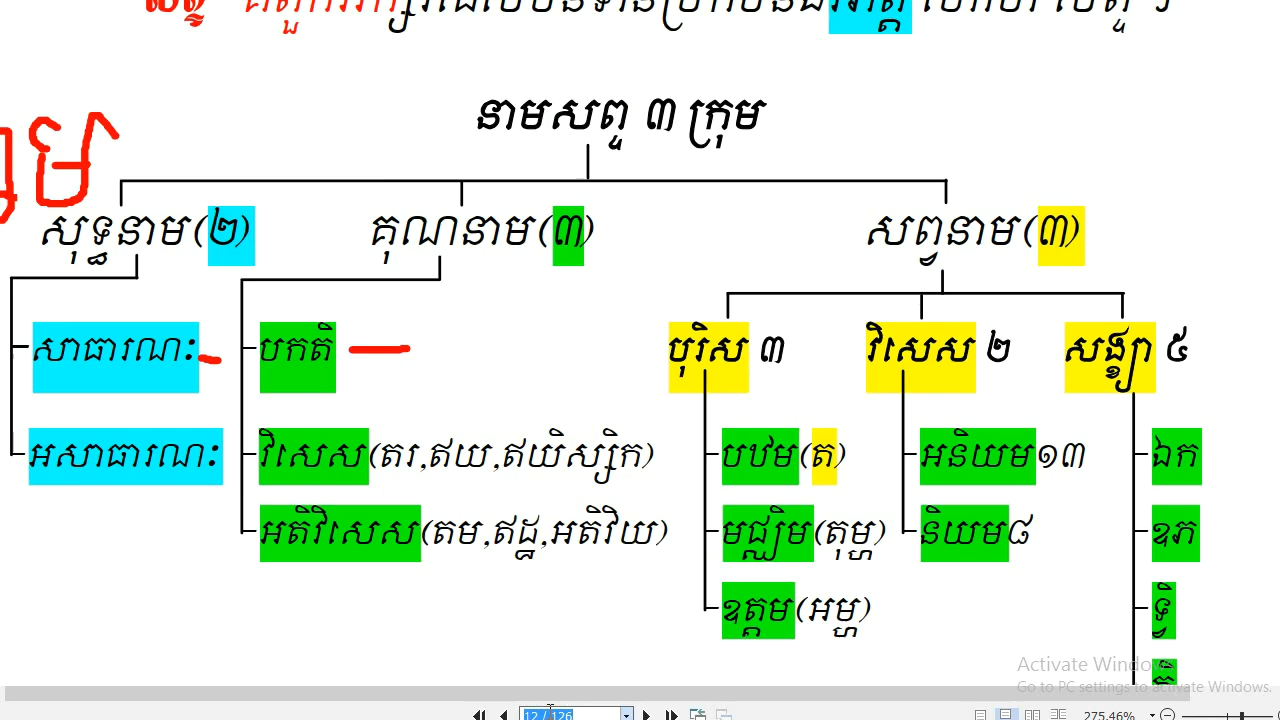 នាមសព្ទ ៣ ក្រុម
សុទ្ធនាម(២) គុណនាម(៣) សព្វនាម(៣)
សាធារណៈ បកតិ បុរិស ៣ វិសេស ២ សង្ខ្យា ៥
អសាធារណៈ វិសេស(តរ,ឥយ,ឥយិស្សិក) បឋម(ត) អនិយម១៣ ឯក
អតិវិសេស(តម,ឥដ្ឋ,អតិវិយ) មជ្ឈិម(តុម្ហ) និយម៨ ឧភ
ឧត្តម(អម្ហ) ទ្វិ
Activate Windows
Go to PC settings to activate Windows.
12 / 126
275.46%